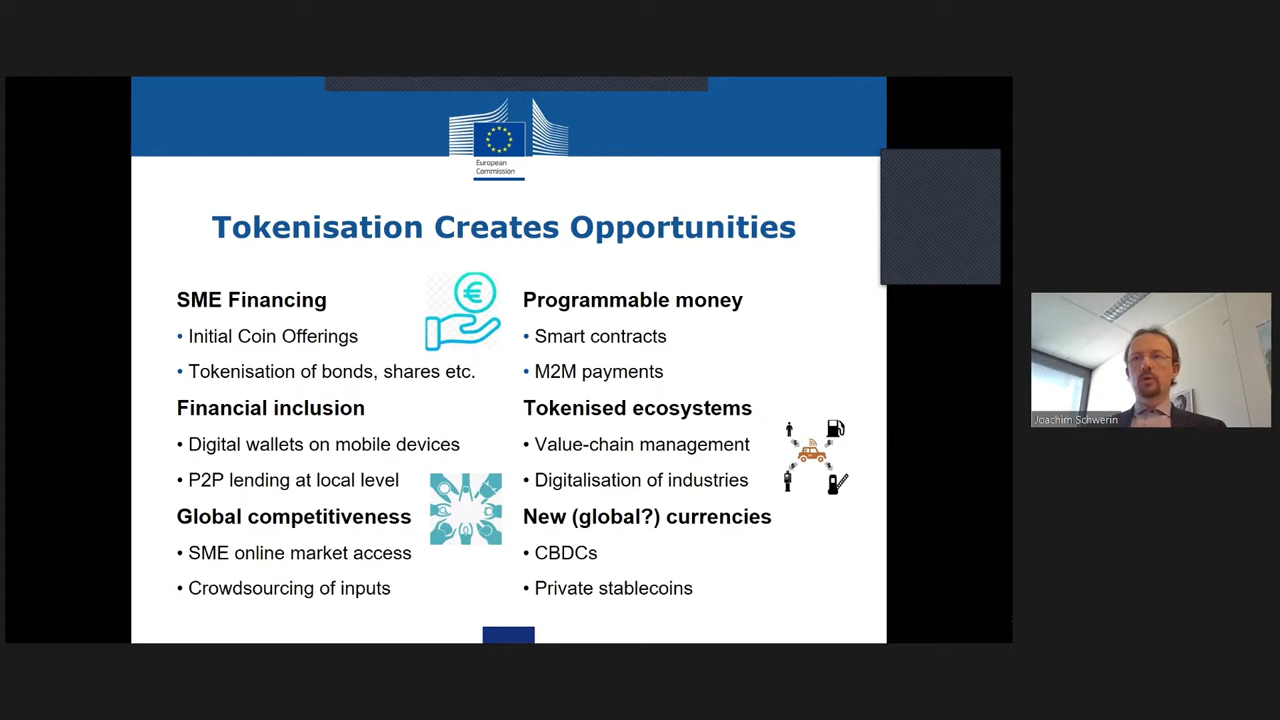 European
Commission
Tokenisation Creates Opportunities
SME Financing
• Initial Coin Offerings
• Tokenisation of bonds, shares etc.
Financial inclusion
• Digital wallets on mobile devices
• P2P lending at local level
Global competitiveness
• SME online market access
• Crowdsourcing of inputs
Programmable money
• Smart contracts
• M2M payments
Tokenised ecosystems
• Value-chain management
• Digitalisation of industries
New (global?) currencies
• CBDCs
• Private stablecoins
Joachim Schwerin